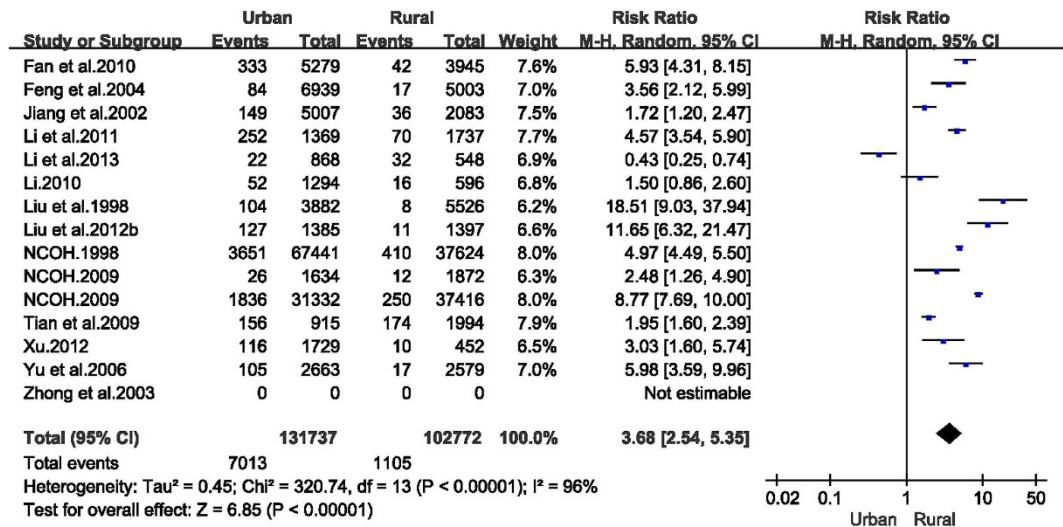 Urban Rural Risk Ratio Risk Ratio
Study or Subgroup Events Total Events Total Weight M-H, Random, 95% CI M-H, Random, 95% CI
Fan et al.2010 333 5279 42 3945 7.6% 5.93 [4.31, 8.15]
Feng et al.2004 84 6939 17 5003 7.0% 3.56 [2.12, 5.99]
Jiang et al.2002 149 5007 36 2083 7.5% 1.72 [1.20, 2.47]
Li et al.2011 252 1369 70 1737 7.7% 4.57 [3.54, 5.90]
Li et al.2013 22 868 32 548 6.9% 0.43 [0.25, 0.74]
Li.2010 52 1294 16 596 6.8% 1.50 [0.86, 2.60]
Liu et al.1998 104 3882 8 5526 6.2% 18.51 [9.03, 37.94]
Liu et al.2012b 127 1385 11 1397 6.6% 11.65 [6.32, 21.47]
NCOH.1998 3651 67441 410 37624 8.0% 4.97 [4.49, 5.50]
NCOH.2009 26 1634 12 1872 6.3% 2.48 [1.26, 4.90]
NCOH.2009 1836 31332 250 37416 8.0% 8.77 [7.69, 10.00]
Tian et al.2009 156 915 174 1994 7.9% 1.95 [1.60, 2.39]
Xu.2012 116 1729 10 452 6.5% 3.03 [1.60, 5.74]
Yu et al.2006 105 2663 17 2579 7.0% 5.98 [3.59, 9.96]
Zhong et al.2003 0 0 0 0 Not estimable
Total (95% CI) 131737 102772 100.0% 3.68 [2.54, 5.35]
Total events 7013 1105
Heterogeneity: Tau² = 0.45; Chi² = 320.74, df = 13 (P < 0.00001); I² = 96%
Test for overall effect: Z = 6.85 (P < 0.00001)
0.02 0.1 1 10 50
Urban Rural